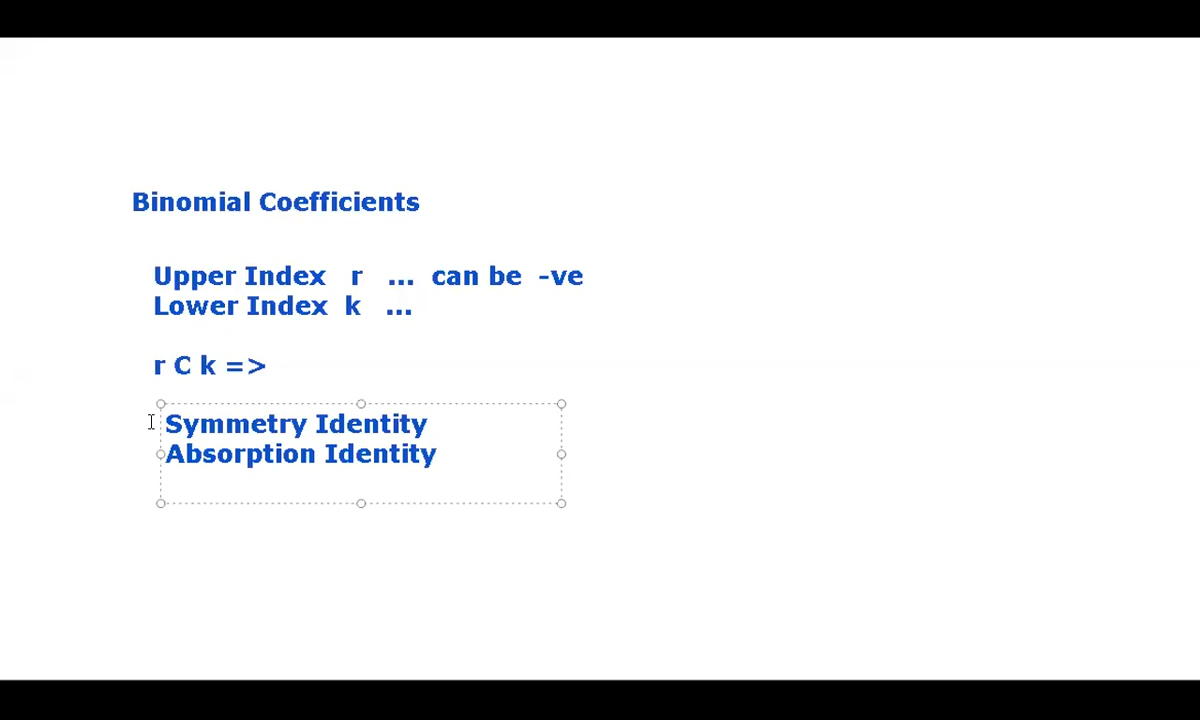 Binomial Coefficients
Upper Index r ... can be -ve
Lower Index k ...
r C k =>
Symmetry Identity
Absorption Identity